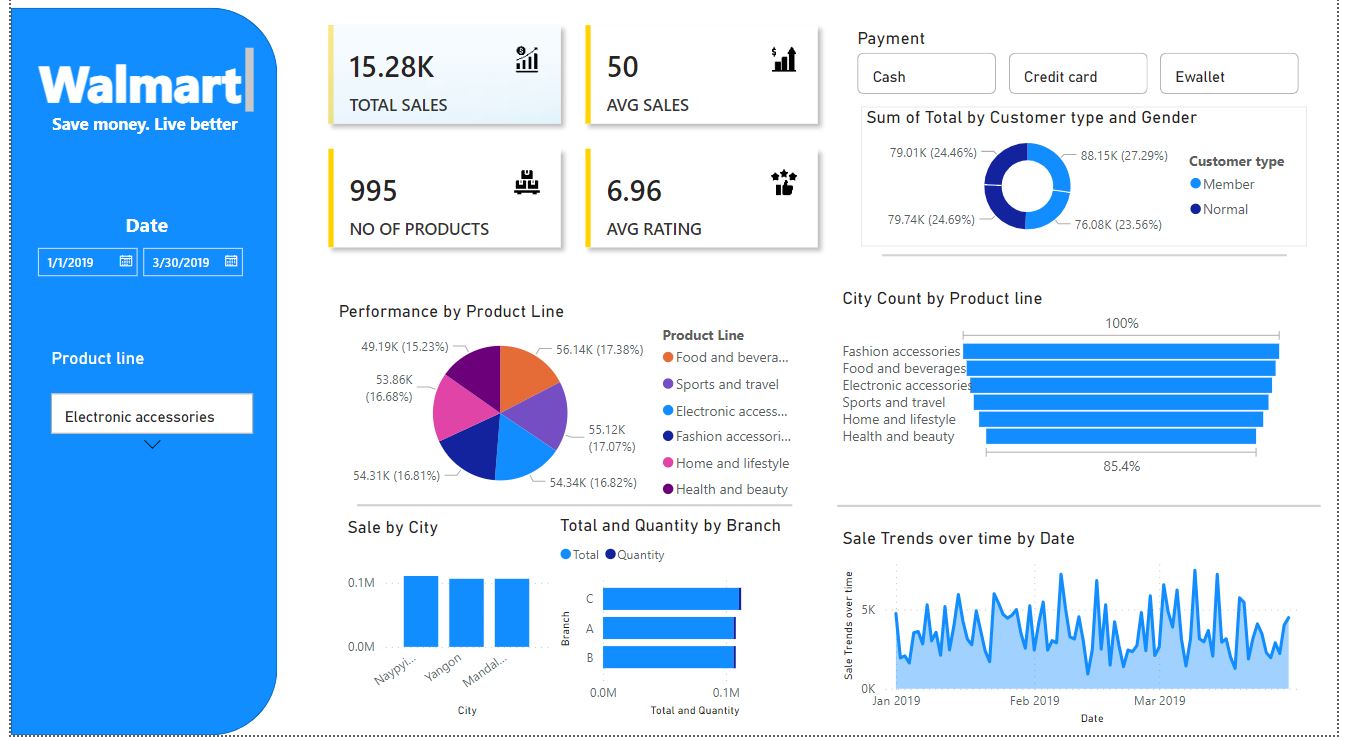 Walmart
Save money. Live better
Date
1/1/2019
3/30/2019
Product line
Electronic accessories
15.28K
TOTAL SALES
50
AVG SALES
995
NO OF PRODUCTS
6.96
AVG RATING
Payment
Cash
Credit card
Ewallet
Sum of Total by Customer type and Gender
79.01K (24.46%)
88.15K (27.29%)
79.74K (24.69%)
76.08K (23.56%)
Customer type
Member
Normal
Performance by Product Line
49.19K (15.23%)
56.14K (17.38%)
53.86K
(16.68%)
55.12K
(17.07%)
54.31K (16.81%)
54.34K (16.82%)
Product Line
Food and bevera...
Sports and travel
Electronic access...
Fashion accessori...
Home and lifestyle
Health and beauty
City Count by Product line
100%
Fashion accessories
Food and beverages
Electronic accessories
Sports and travel
Home and lifestyle
Health and beauty
85.4%
Sale by City
0.1M
0.0M
Naypyi...
Yangon
Mandal...
City
Total and Quantity by Branch
Total
Quantity
Branch
C
A
B
0.0M
0.1M
Total and Quantity
Sale Trends over time by Date
Sale Trends over time
5K
0K
Jan 2019
Feb 2019
Mar 2019
Date